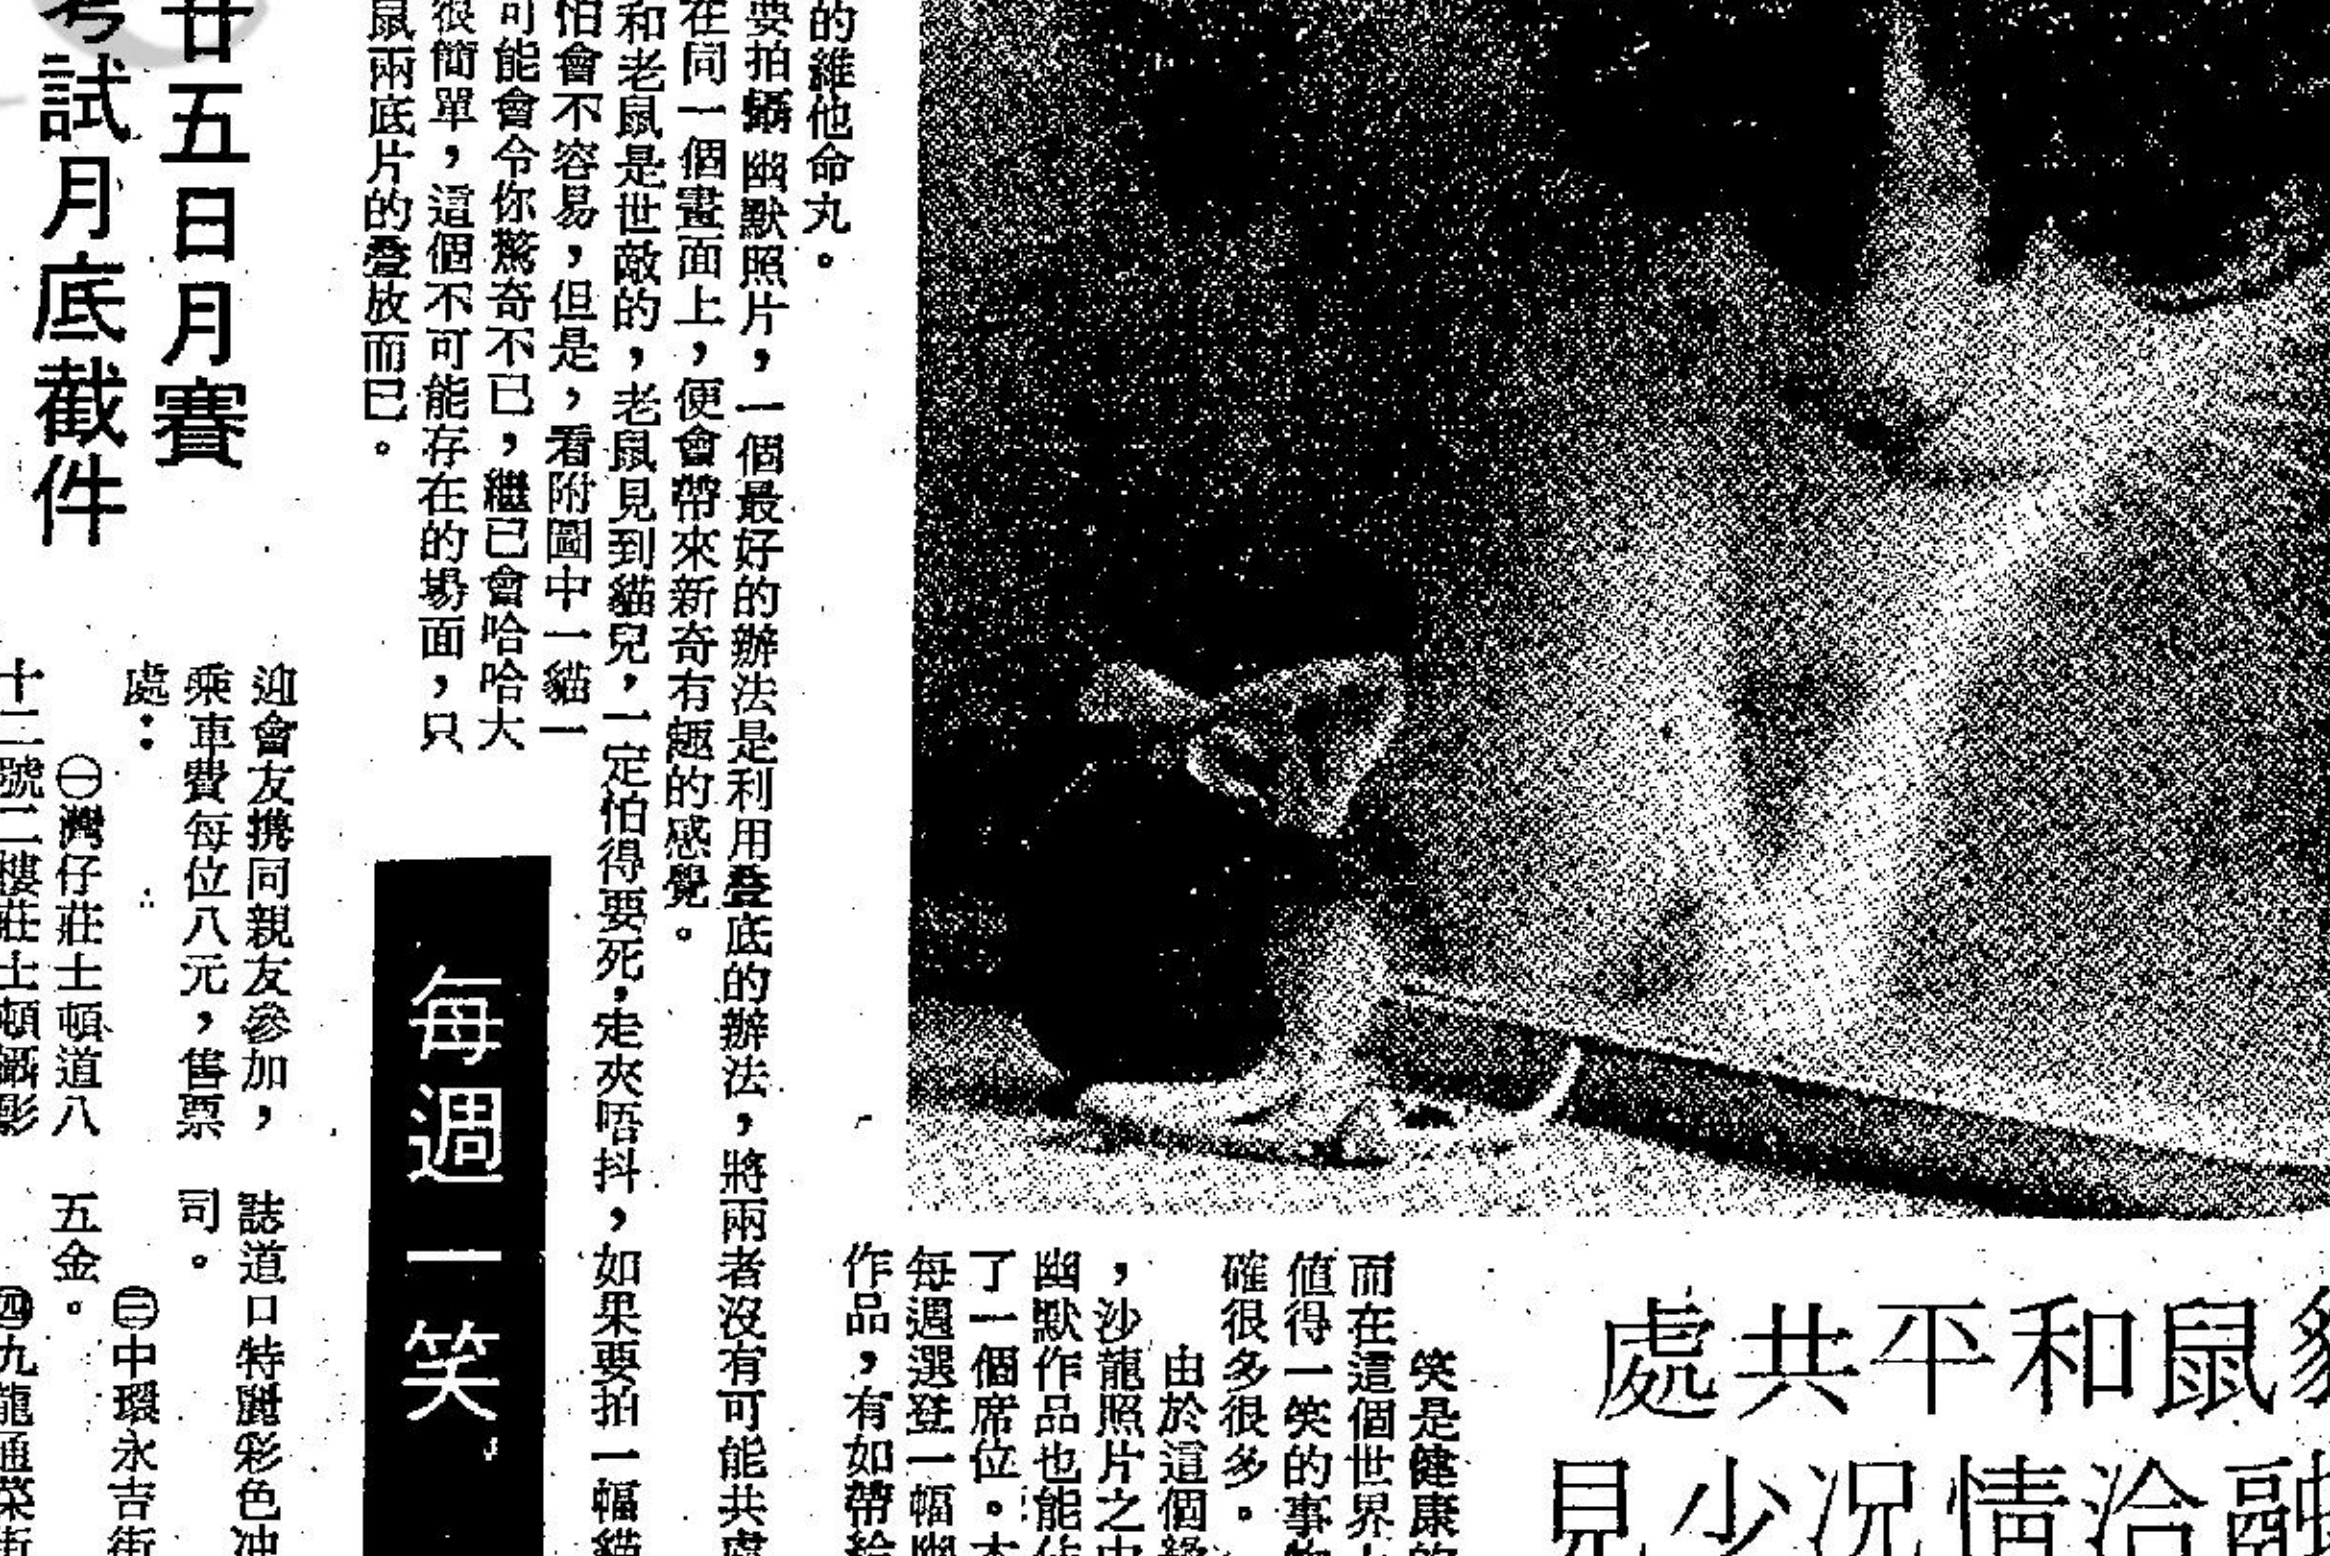 鼠和平共處
融洽情況少見
笑是健康的
而在這個世界
值得一笑的事
確很多很多。
由於這個
，沙龍照片之
幽默作品也能
了一個席位。
每週選登一幅
作品，有如帶給
的維他命丸。
要拍攝幽默照片，一個最好的辦法是利用叠底的辦法，將兩者沒有可能共處
在同一個畫面上，便會帶來新奇有趣的感覺。
和老鼠是世敵的，老鼠見到貓兒，一定怕得要死，走夾唔抖，如果要拍一幅貓
怕會不容易，但是，看附圖中一貓一
可能會令你驚奇不已，繼已會哈哈大
很簡單，這個不可能存在的場面，只
鼠兩底片的叠放而已。
每週一笑
廿五日月賽
考試月底截件
迎會友携同親友參加，
乘車費每位八元，售票
處：
㊀灣仔莊士頓道八
十二號二樓莊士頓攝影
誌道口特麗彩色冲
司。
㊂中環永吉街
五金。
㊃九龍通菜街